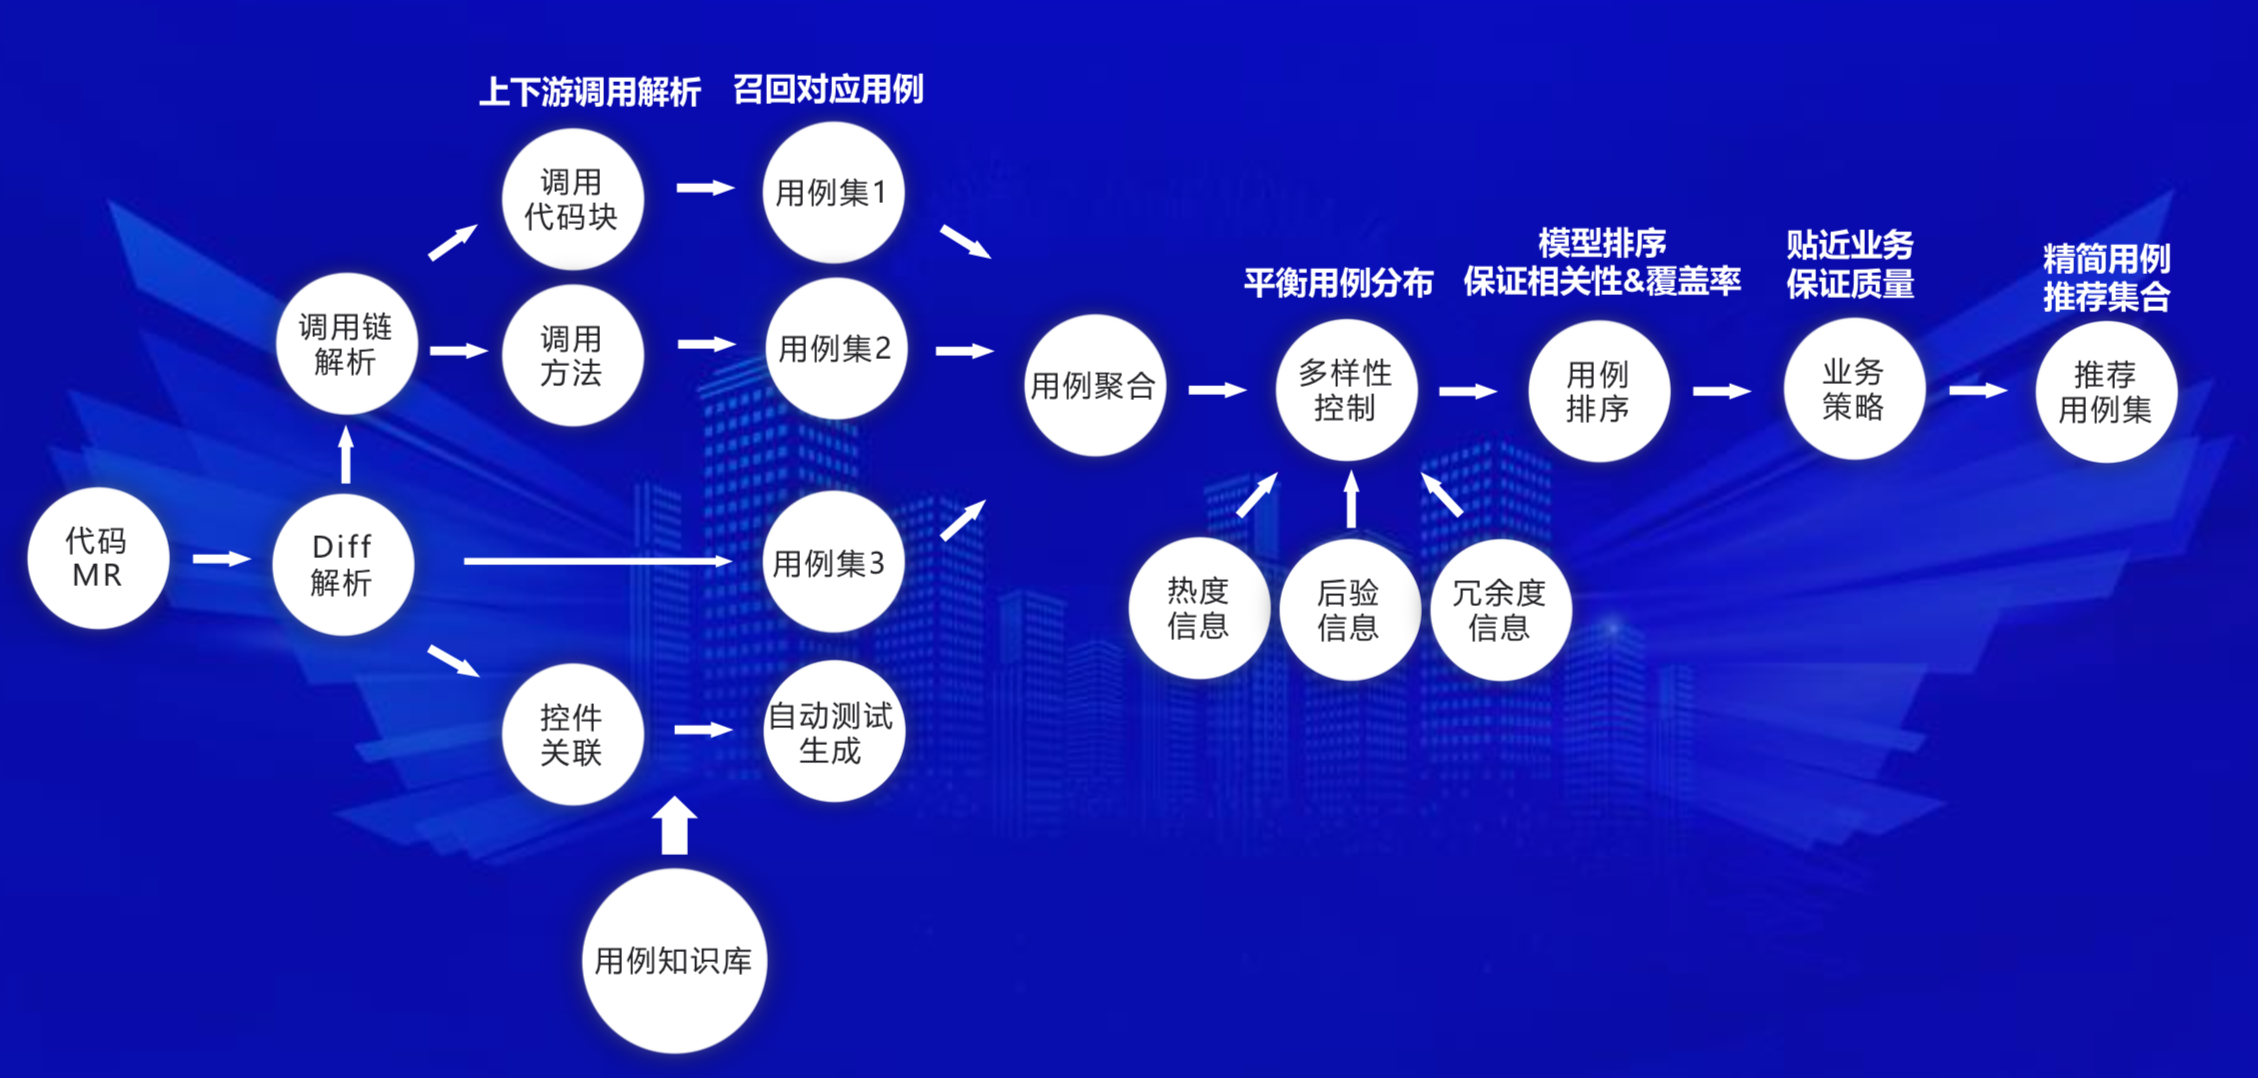 上下游调用解析
召回对应用例
调用
代码块
用例集1
调用链
解析
调用
方法
用例集2
代码
MR
Diff
解析
用例集3
控件
关联
自动测试
生成
用例知识库
用例聚合
平衡用例分布
多样性
控制
热度
信息
后验
信息
冗余度
信息
模型排序
保证相关性&覆盖率
用例
排序
贴近业务
保证质量
业务
策略
精简用例
推荐集合
推荐
用例集